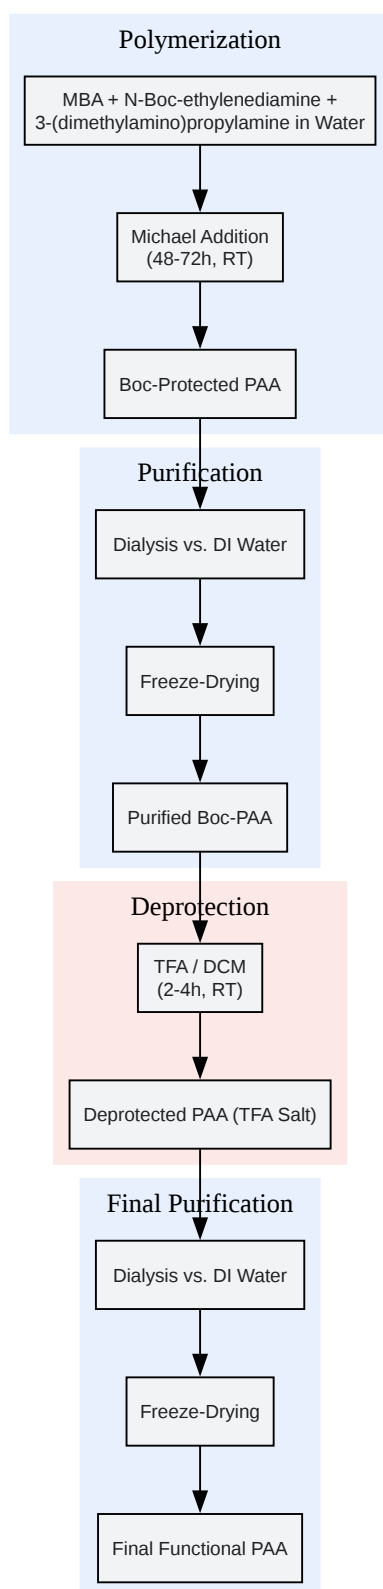 Polymerization
MBA + N-Boc-ethylenediamine +
3-(dimethylamino)propylamine in Water
Michael Addition
(48-72h, RT)
Boc-Protected PAA
Purification
Dialysis vs. DI Water
Freeze-Drying
Purified Boc-PAA
Deprotection
TFA / DCM
(2-4h, RT)
Deprotected PAA (TFA Salt)
Final Purification
Dialysis vs. DI Water
Freeze-Drying
Final Functional PAA